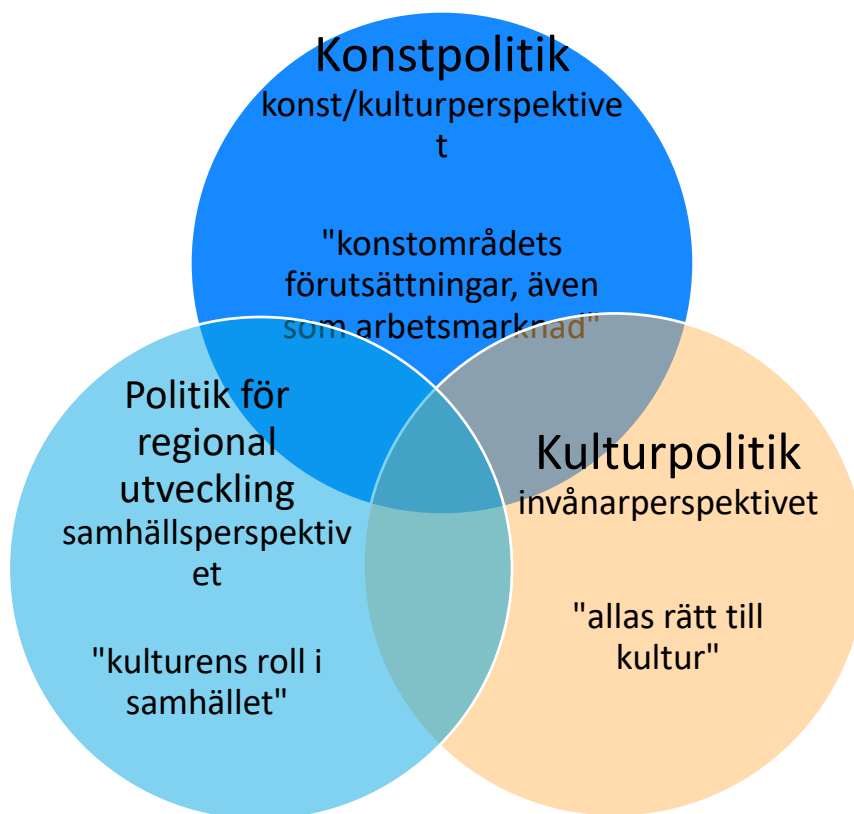 Konstpolitik
konst/kulturperspektive
t
"konstområdets
förutsättningar, även
som arbetsmarknad"
Politik för
regional
utveckling
samhällsperspektiv
et
"kulturens roll i
samhället"
Kulturpolitik
invånarperspektivet
"allas rätt till
kultur"